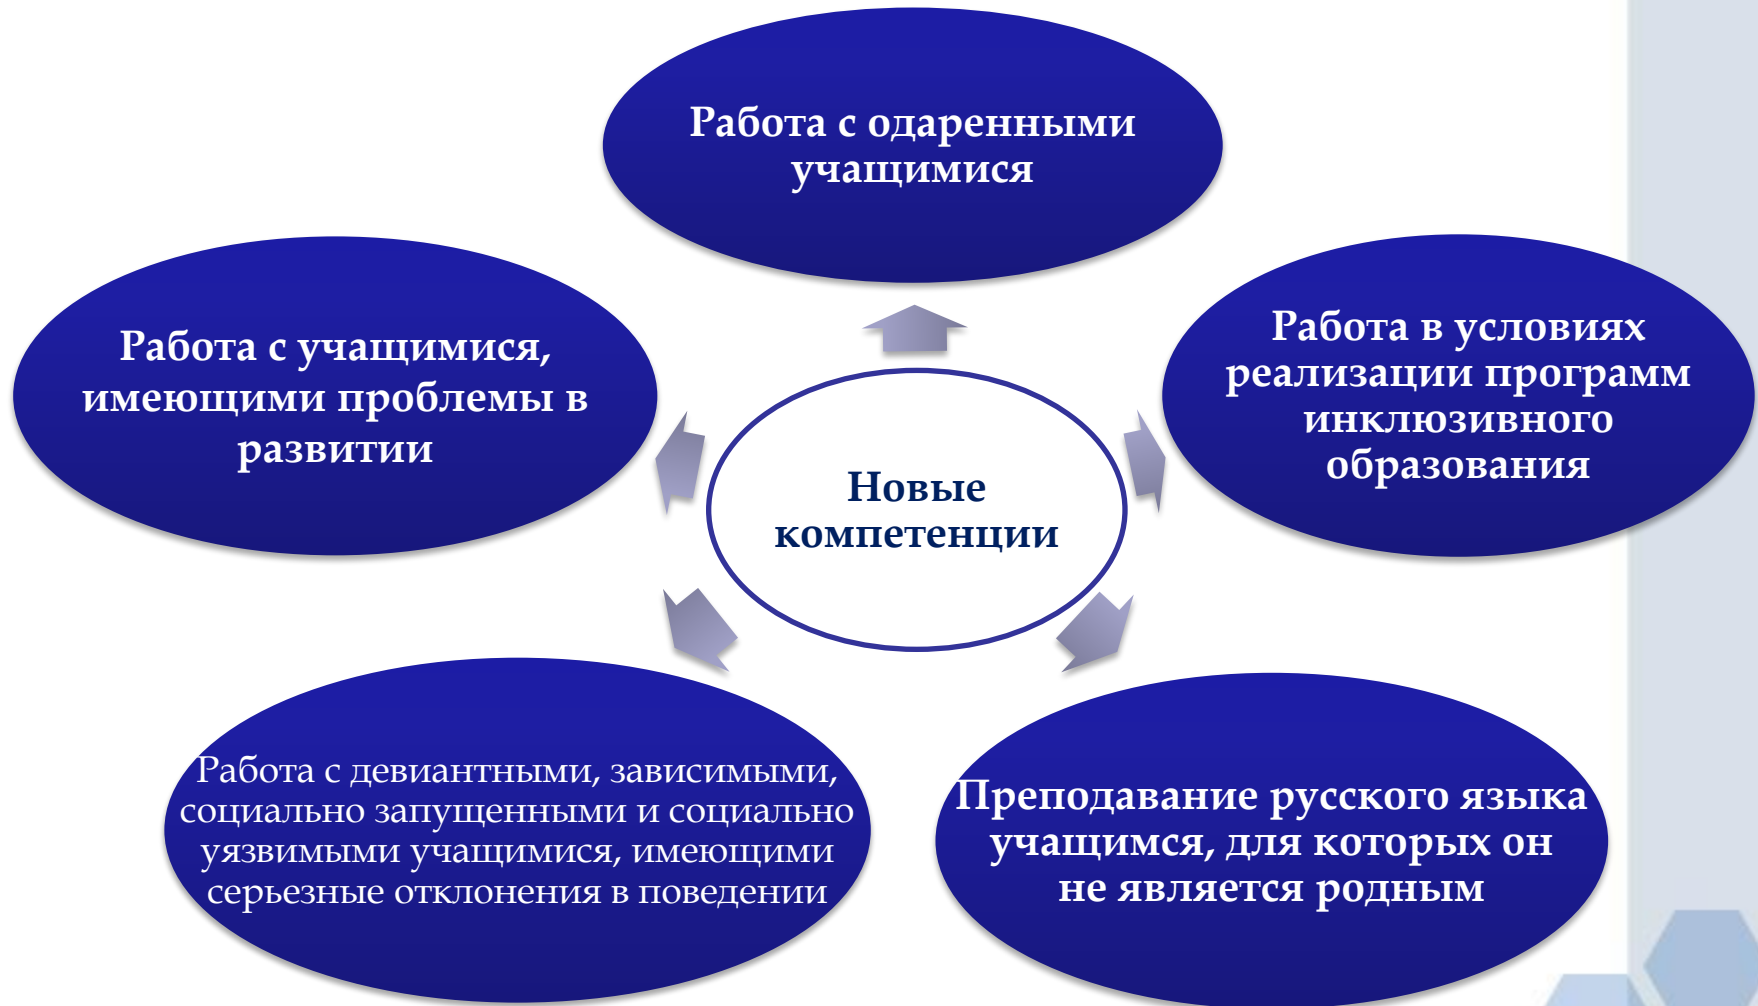 Работа с одаренными
учащимися
Работа с учащимися,
имеющими проблемы в
развитии
Работа в условиях
реализации программ
инклюзивного
образования
Новые
компетенции
Работа с девиантными, зависимыми,
социально запущенными и социально
уязвимыми учащимися, имеющими
серьезные отклонения в поведении
Преподавание русского языка
учащимся, для которых он
не является родным